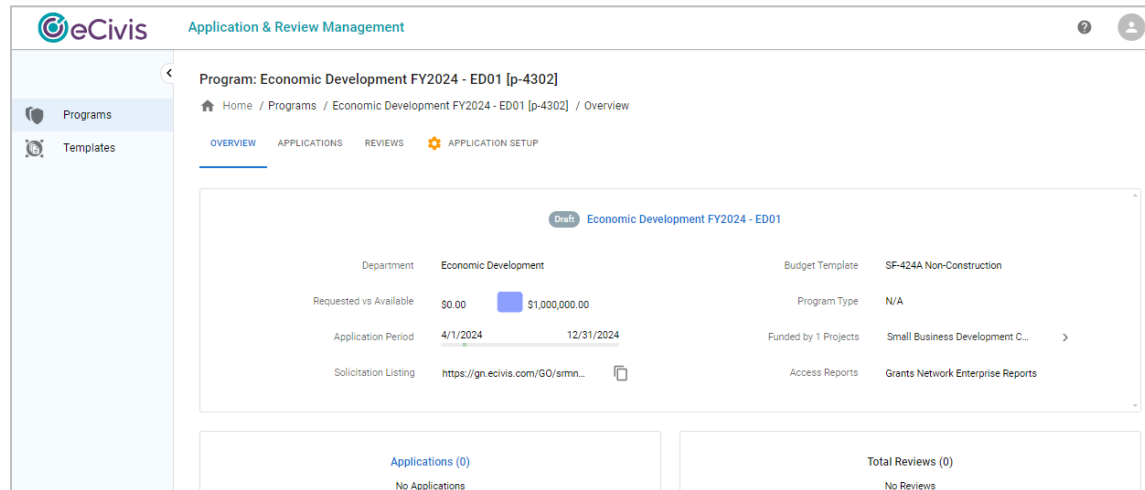 eCivis Application & Review Management
Program: Economic Development FY2024 - ED01 [p-4302]
Programs
Home / Programs / Economic Development FY2024 - ED01 [p-4302] / Overview
Templates
OVERVIEW APPLICATIONS REVIEWS APPLICATION SETUP
Draft Economic Development FY2024 - ED01
Department Economic Development Budget Template SF-424A Non-Construction
Requested vs Available $0.00 $1,000,000.00 Program Type N/A
Application Period 4/1/2024 12/31/2024 Funded by 1 Projects Small Business Development C...
Solicitation Listing https://gn.ecivis.com/GO/srmn... Access Reports Grants Network Enterprise Reports
Applications (0) Total Reviews (0)
No Applications No Reviews